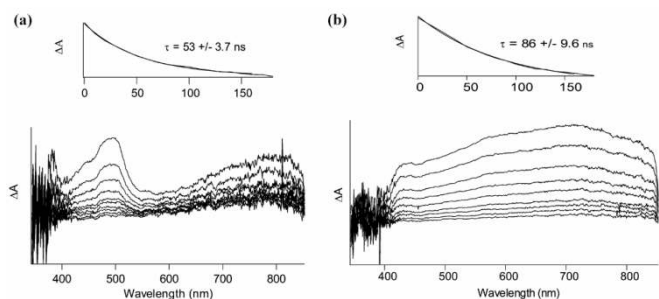 (a)
ΔA
τ = 53 +/- 3.7 ns
0 50 100 150
ΔA
400 500 600 700 800
Wavelength (nm)
(b)
ΔA
τ = 86 +/- 9.6 ns
0 50 100 150
ΔA
400 500 600 700 800
Wavelength (nm)